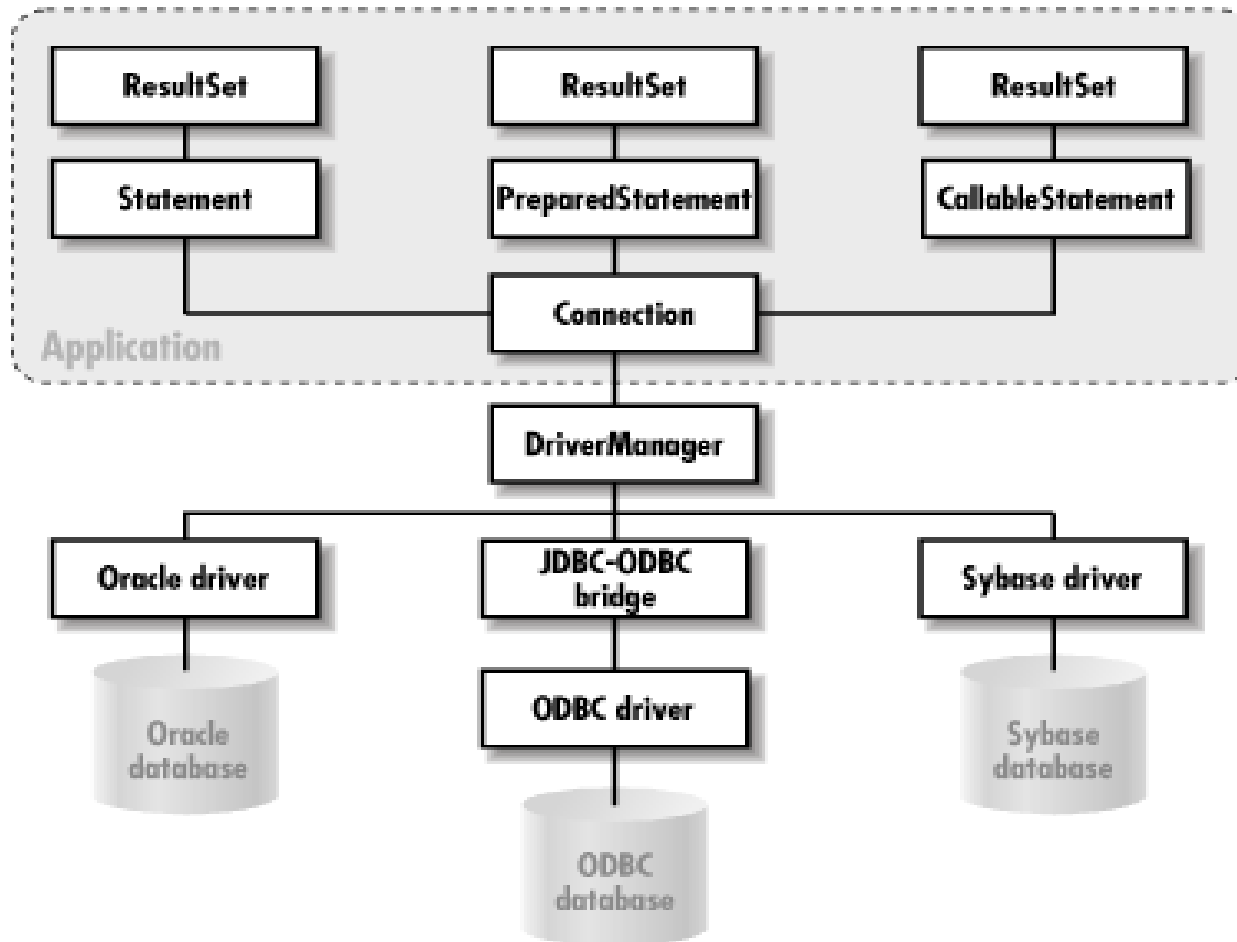 ResultSet
ResultSet
ResultSet
Statement
PreparedStatement
CallableStatement
Connection
Application
DriverManager
Oracle driver
JDBC-ODBC
bridge
Sybase driver
ODBC driver
Oracle
database
Sybase
database
ODBC
database